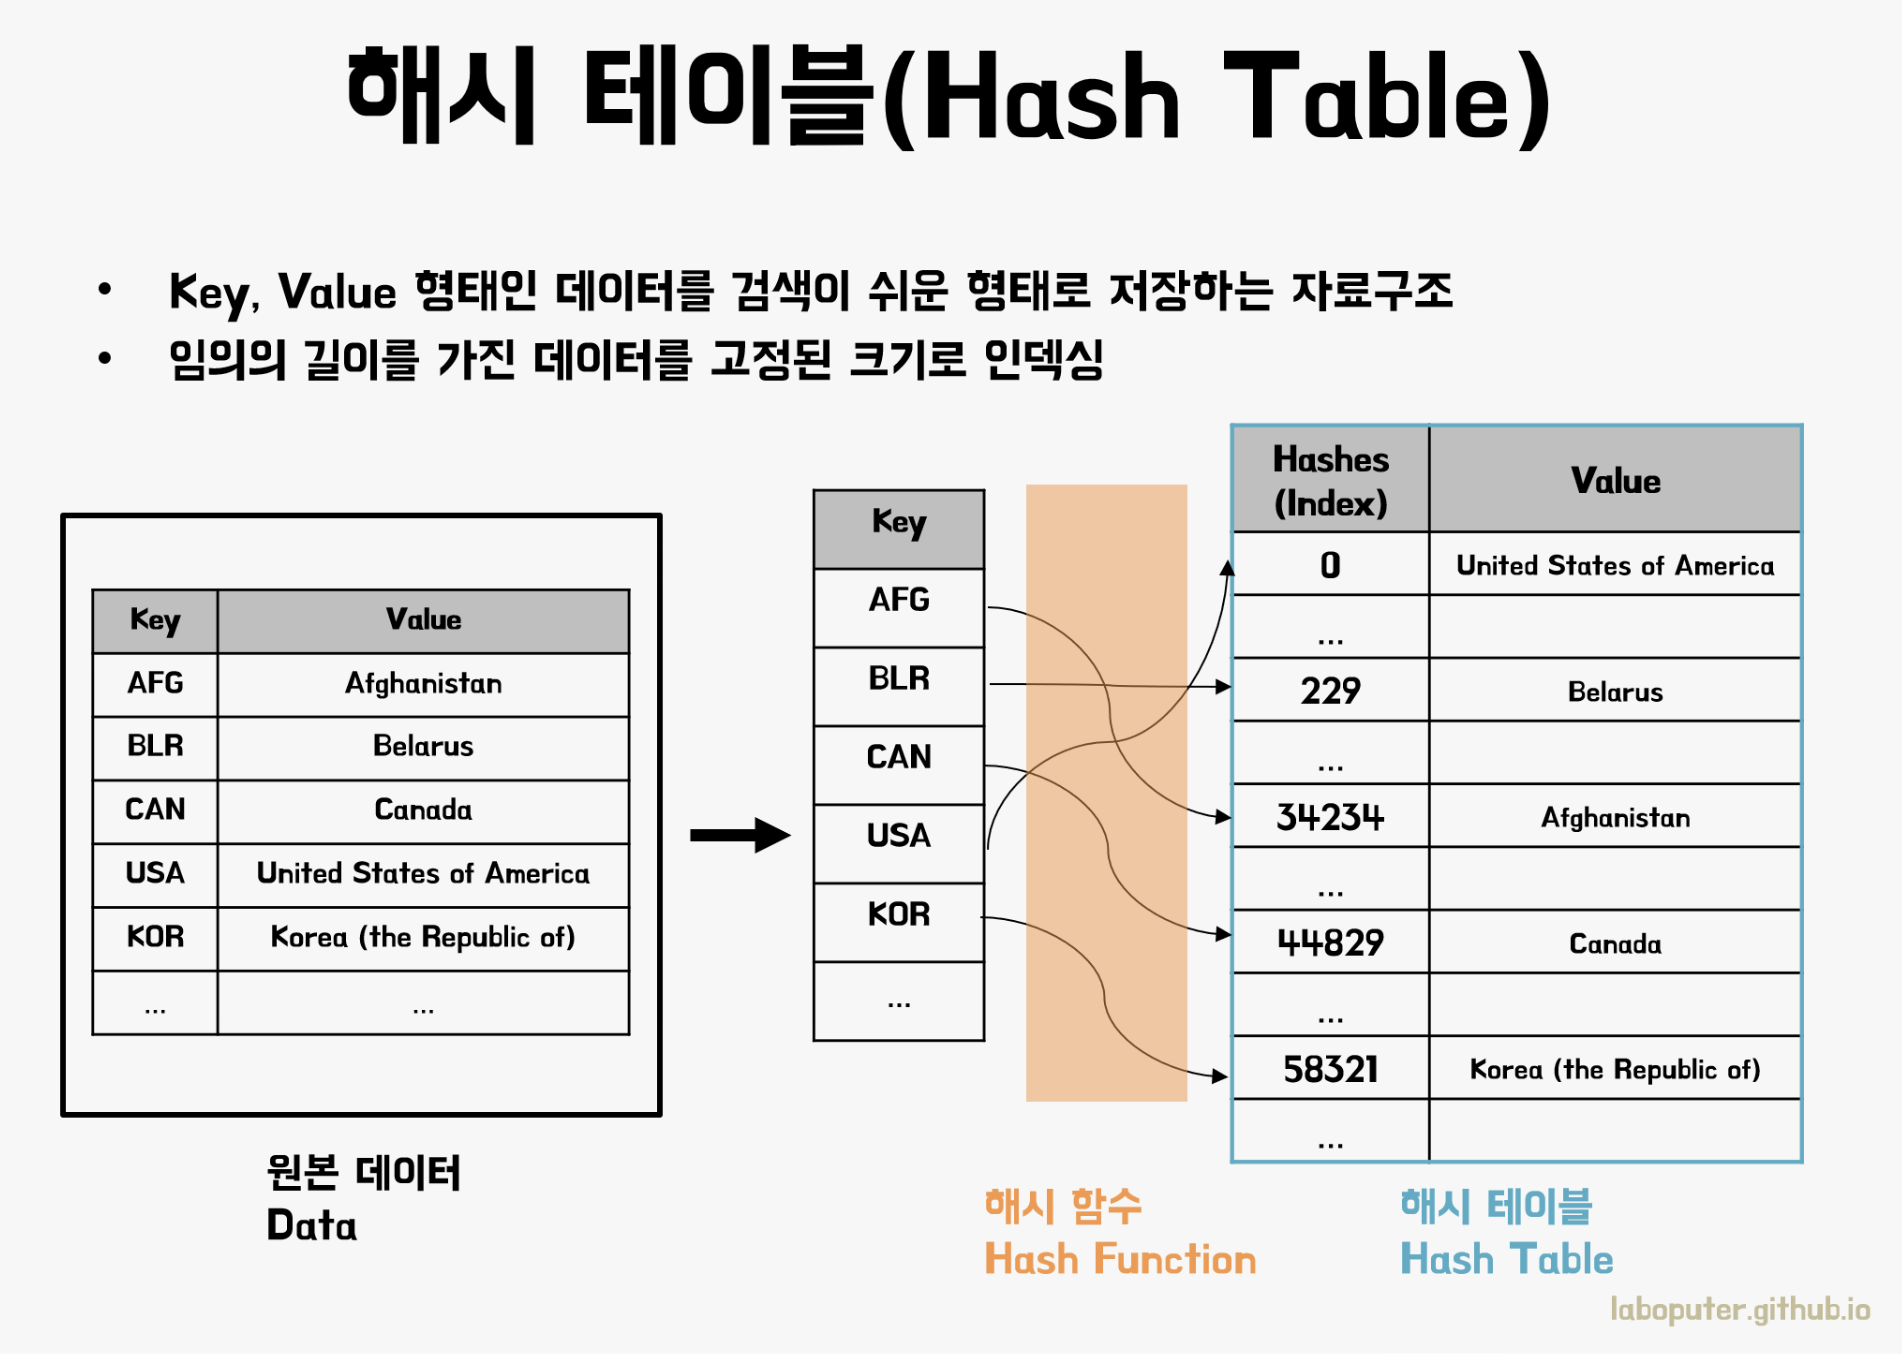 해시 테이블(Hash Table)
• Key, Value 형태인 데이터를 검색이 쉬운 형태로 저장하는 자료구조
• 임의의 길이를 가진 데이터를 고정된 크기로 인덱싱
Key Value
AFG Afghanistan
BLR Belarus
CAN Canada
USA United States of America
KOR Korea (the Republic of)
... ...
원본 데이터
Data
Key
AFG
BLR
CAN
USA
KOR
...
해시 함수
Hash Function
Hashes
(Index)
Value
0 United States of America
...
229 Belarus
...
34234 Afghanistan
...
44829 Canada
...
58321 Korea (the Republic of)
...
해시 테이블
Hash Table
laboputer.github.io